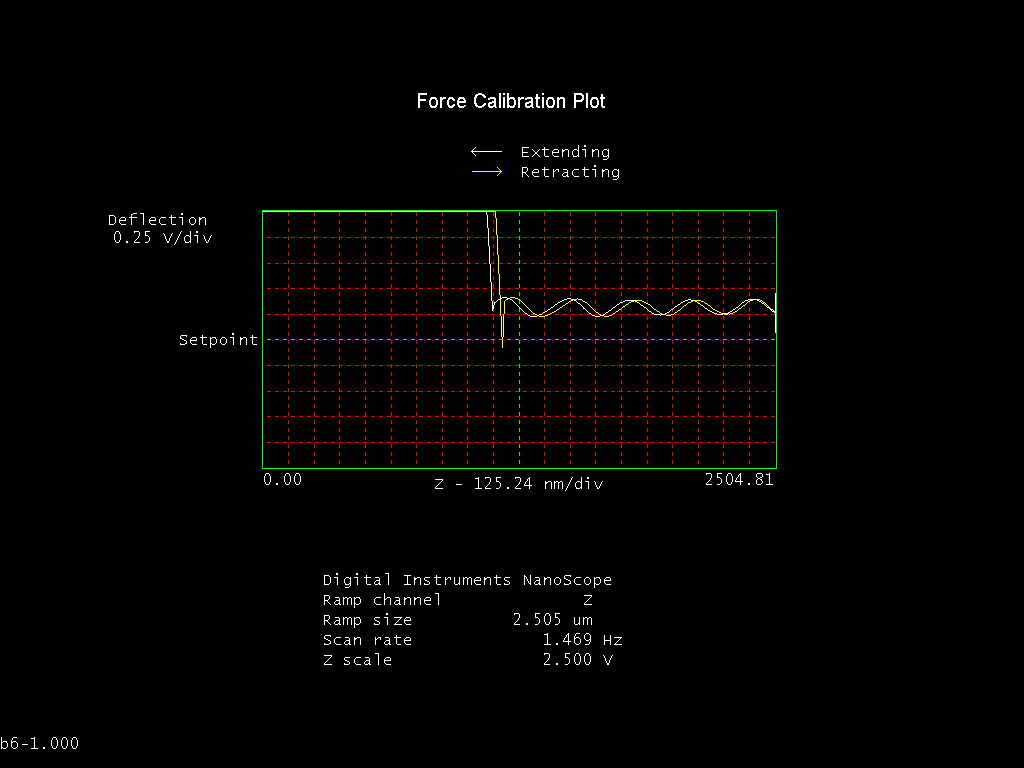 Force Calibration Plot
Extending
Retracting
Deflection
0.25 V/div
Setpoint
0.00
Z - 125.24 nm/div
2504.81
Digital Instruments NanoScope
Ramp channel Z
Ramp size 2.505 um
Scan rate 1.469 Hz
Z scale 2.500 V
b6-1.000